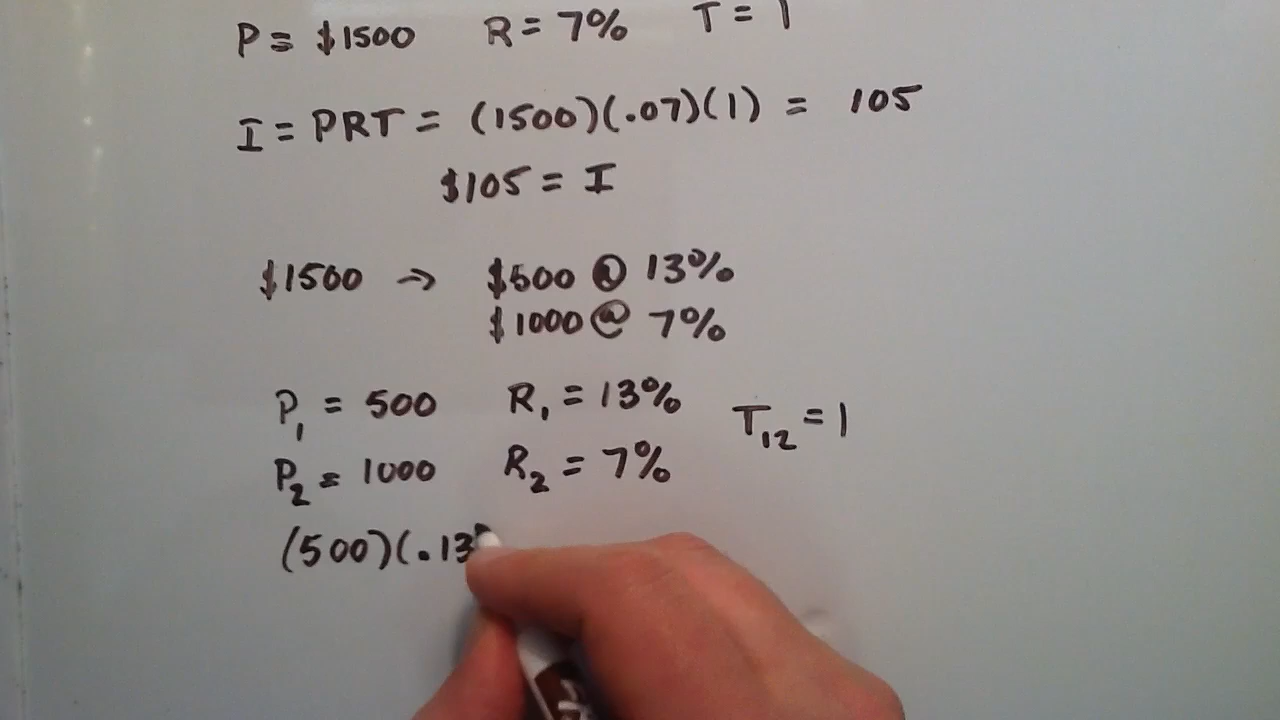 P = $1500 R = 7% T = 1
I = PRT = (1500)(.07)(1) = 105
$105 = I
$1500 → $500 @ 13%
$1000 @ 7%
P₁ = 500 R₁ = 13% T₁₂ = 1
P₂ = 1000 R₂ = 7%
(500)(.13